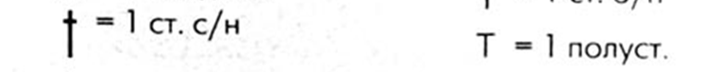 † = 1 ст. с/н
Т = 1 полуст.